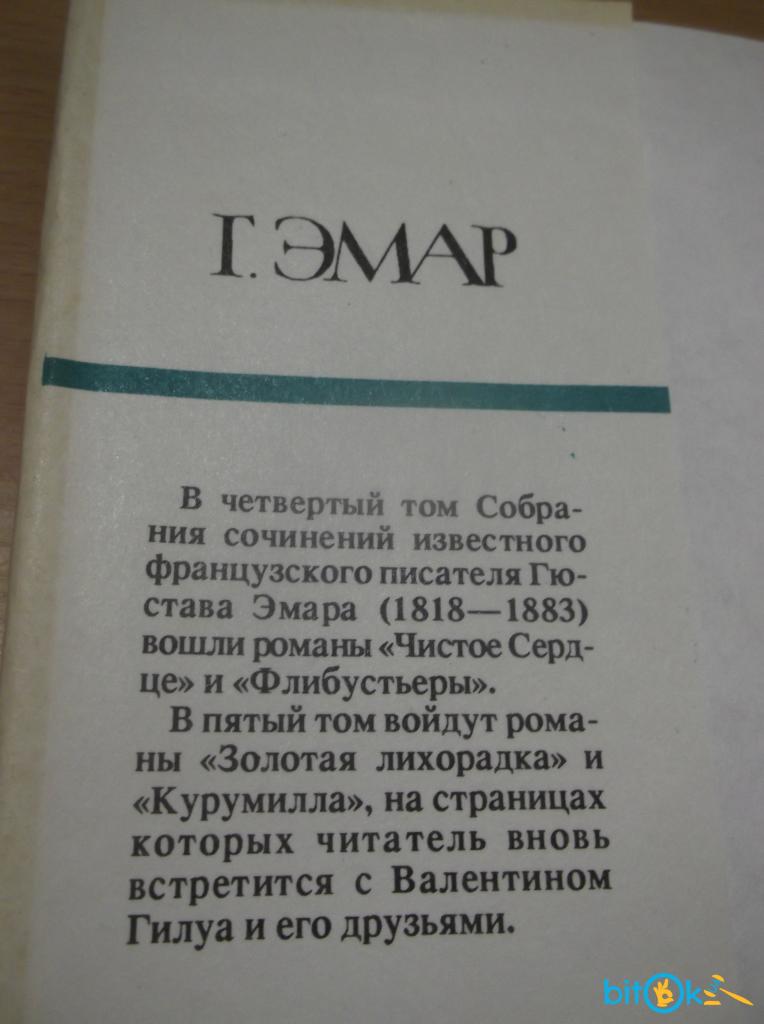 Г. ЭМАР
В четвертый том Собра-
ния сочинений известного
французского писателя Гю-
става Эмара (1818—1883)
вошли романы «Чистое Серд-
це» и «Флибустьеры».
В пятый том войдут рома-
ны «Золотая лихорадка» и
«Курумилла», на страницах
которых читатель вновь
встретится с Валентином
Гилуа и его друзьями.
bitOk